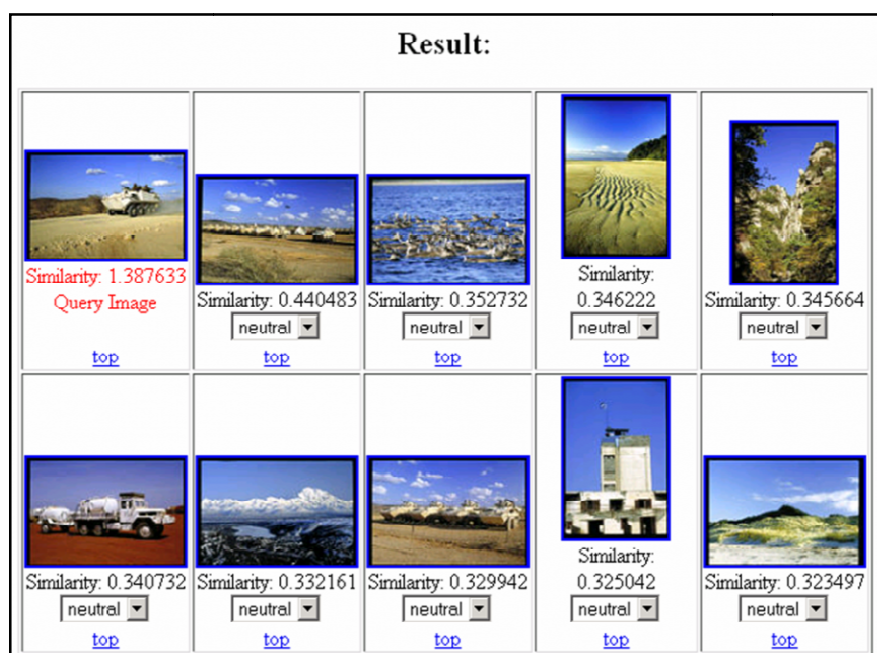 Result:
Similarity: 1.387633
Query Image
top
Similarity: 0.440483
neutral
top
Similarity: 0.352732
neutral
top
Similarity:
0.346222
neutral
top
Similarity: 0.345664
neutral
top
Similarity: 0.340732
neutral
top
Similarity: 0.332161
neutral
top
Similarity: 0.329942
neutral
top
Similarity:
0.325042
neutral
top
Similarity: 0.323497
neutral
top